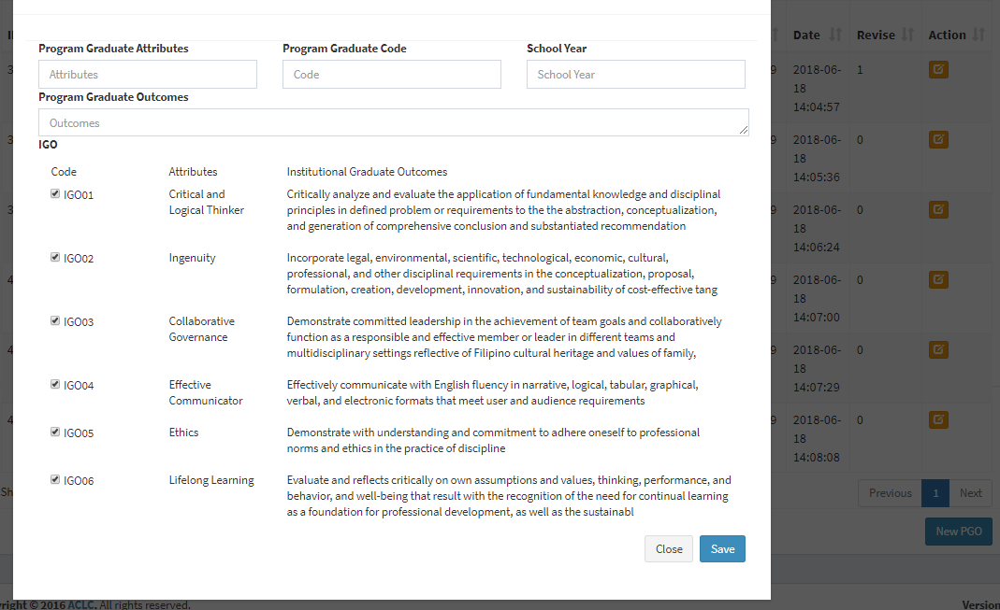 Date Revise Action
Program Graduate Attributes Program Graduate Code School Year
Attributes Code School Year
Program Graduate Outcomes
Outcomes
IGO
Code Attributes Institutional Graduate Outcomes
IGO01 Critical and Critically analyze and evaluate the application of fundamental knowledge and disciplinal
Logical Thinker principles in defined problem or requirements to the the abstraction, conceptualization,
and generation of comprehensive conclusion and substantiated recommendation
IGO02 Ingenuity Incorporate legal, environmental, scientific, technological, economic, cultural,
professional, and other disciplinal requirements in the conceptualization, proposal,
formulation, creation, development, innovation, and sustainability of cost-effective tang
IGO03 Collaborative Demonstrate committed leadership in the achievement of team goals and collaboratively
Governance function as a responsible and effective member or leader in different teams and
multidisciplinary settings reflective of Filipino cultural heritage and values of family,
IGO04 Effective Effectively communicate with English fluency in narrative, logical, tabular, graphical,
Communicator verbal, and electronic formats that meet user and audience requirements
IGO05 Ethics Demonstrate with understanding and commitment to adhere oneself to professional
norms and ethics in the practice of discipline
IGO06 Lifelong Learning Evaluate and reflects critically on own assumptions and values, thinking, performance, and
behavior, and well-being that result with the recognition of the need for continual learning
as a foundation for professional development, as well as the sustainabl
Close Save
3 9 2018-06- 1
18
14:04:57
3 9 2018-06- 0
18
14:05:36
3 9 2018-06- 0
18
14:06:24
4 9 2018-06- 0
18
14:07:00
4 9 2018-06- 0
18
14:07:29
4 9 2018-06- 0
18
14:08:08
Sh Previous 1 Next
New PGO
right © 2016 ACLC. All rights reserved. Version